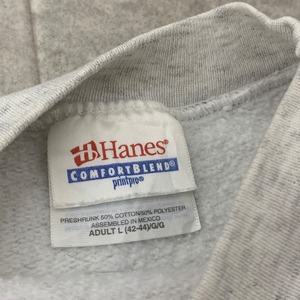 Hanes
COMFORTBLEND®
printpro®
PRESHRUNK 50% COTTON/50% POLYESTER
ASSEMBLED IN MEXICO
ADULT L (42-44)/G/G